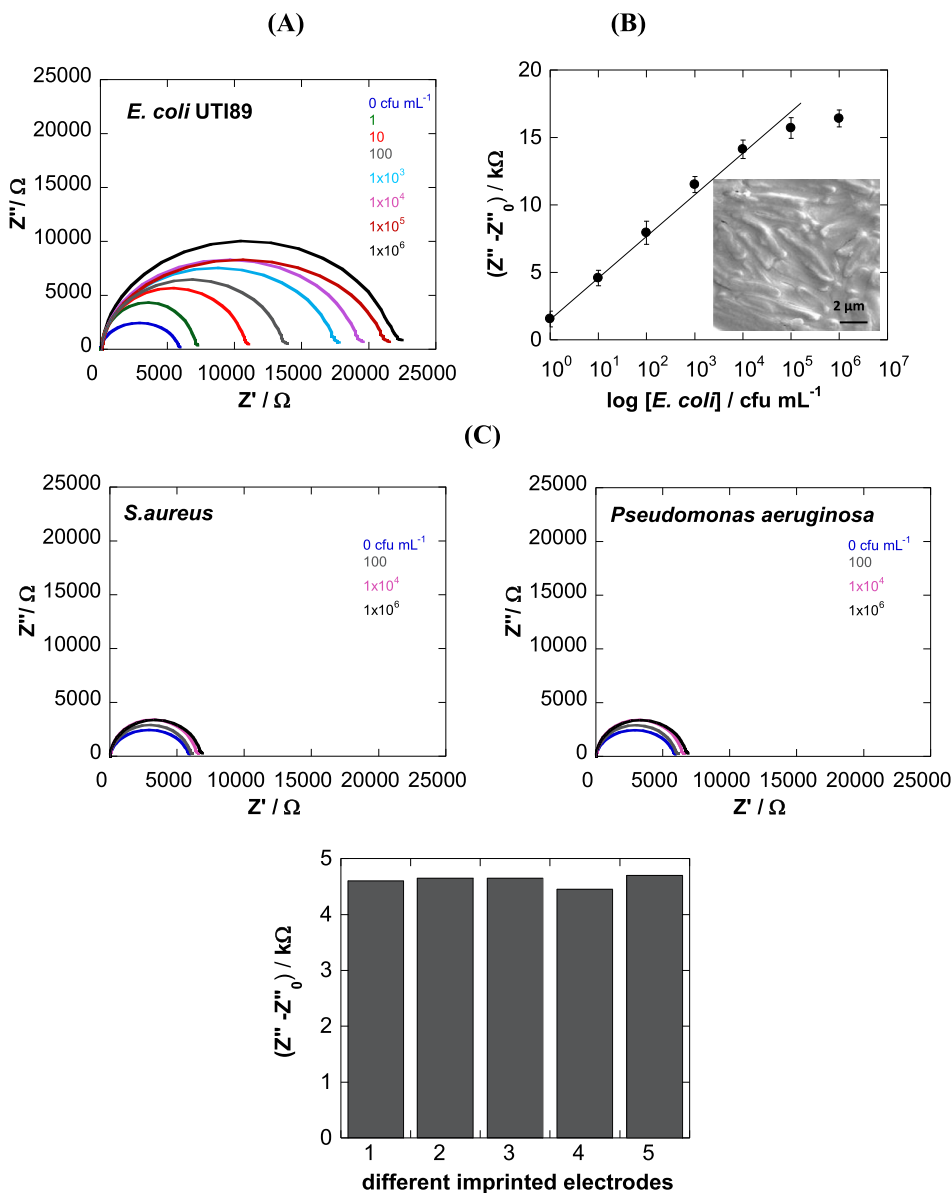 (A)
25000
20000
15000
10000
5000
0
Z''/ Ω
E. coli UTI89
0 cfu mL⁻¹
1
10
100
1x10³
1x10⁴
1x10⁵
1x10⁶
0 5000 10000 15000 20000 25000
Z' / Ω
(B)
20
15
10
5
0
(Z'' -Z''₀) / kΩ
2 µm
10⁰ 10¹ 10² 10³ 10⁴ 10⁵ 10⁶ 10⁷
log [E. coli] / cfu mL⁻¹
(C)
25000
20000
15000
10000
5000
0
Z''/ Ω
S.aureus
0 cfu mL⁻¹
100
1x10⁴
1x10⁶
0 5000 10000 15000 20000 25000
Z' / Ω
25000
20000
15000
10000
5000
0
Z''/ Ω
Pseudomonas aeruginosa
0 cfu mL⁻¹
100
1x10⁴
1x10⁶
0 5000 10000 15000 20000 25000
Z' / Ω
5
4
3
2
1
0
(Z'' -Z''₀) / kΩ
1 2 3 4 5
different imprinted electrodes